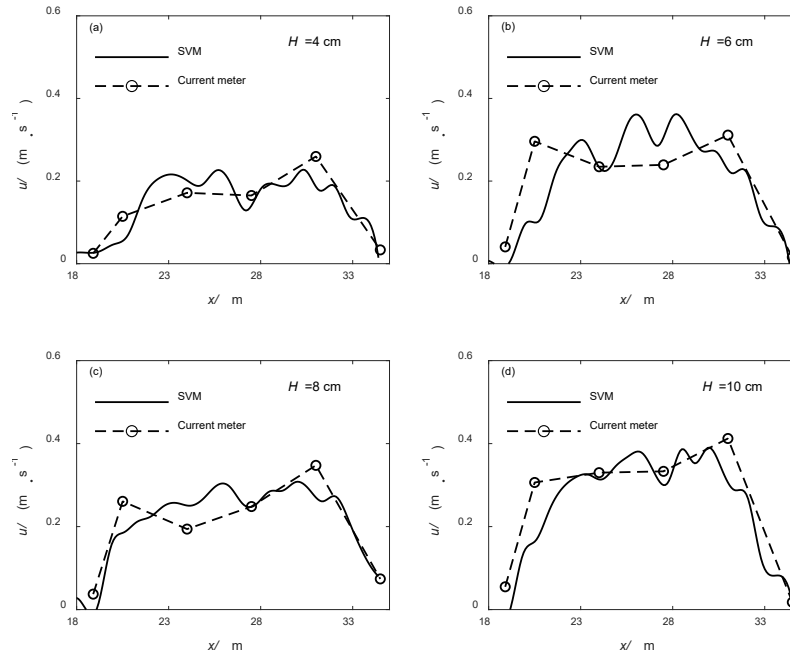 (a)
H =4 cm
SVM
Current meter
0.6
0.4
0.2
0
u/ (m · s⁻¹)
18 23 28 33
x/ m
(b)
H =6 cm
SVM
Current meter
0.6
0.4
0.2
0
u/ (m · s⁻¹)
18 23 28 33
x/ m
(c)
H =8 cm
SVM
Current meter
0.6
0.4
0.2
0
u/ (m · s⁻¹)
18 23 28 33
x/ m
(d)
H =10 cm
SVM
Current meter
0.6
0.4
0.2
0
u/ (m · s⁻¹)
18 23 28 33
x/ m